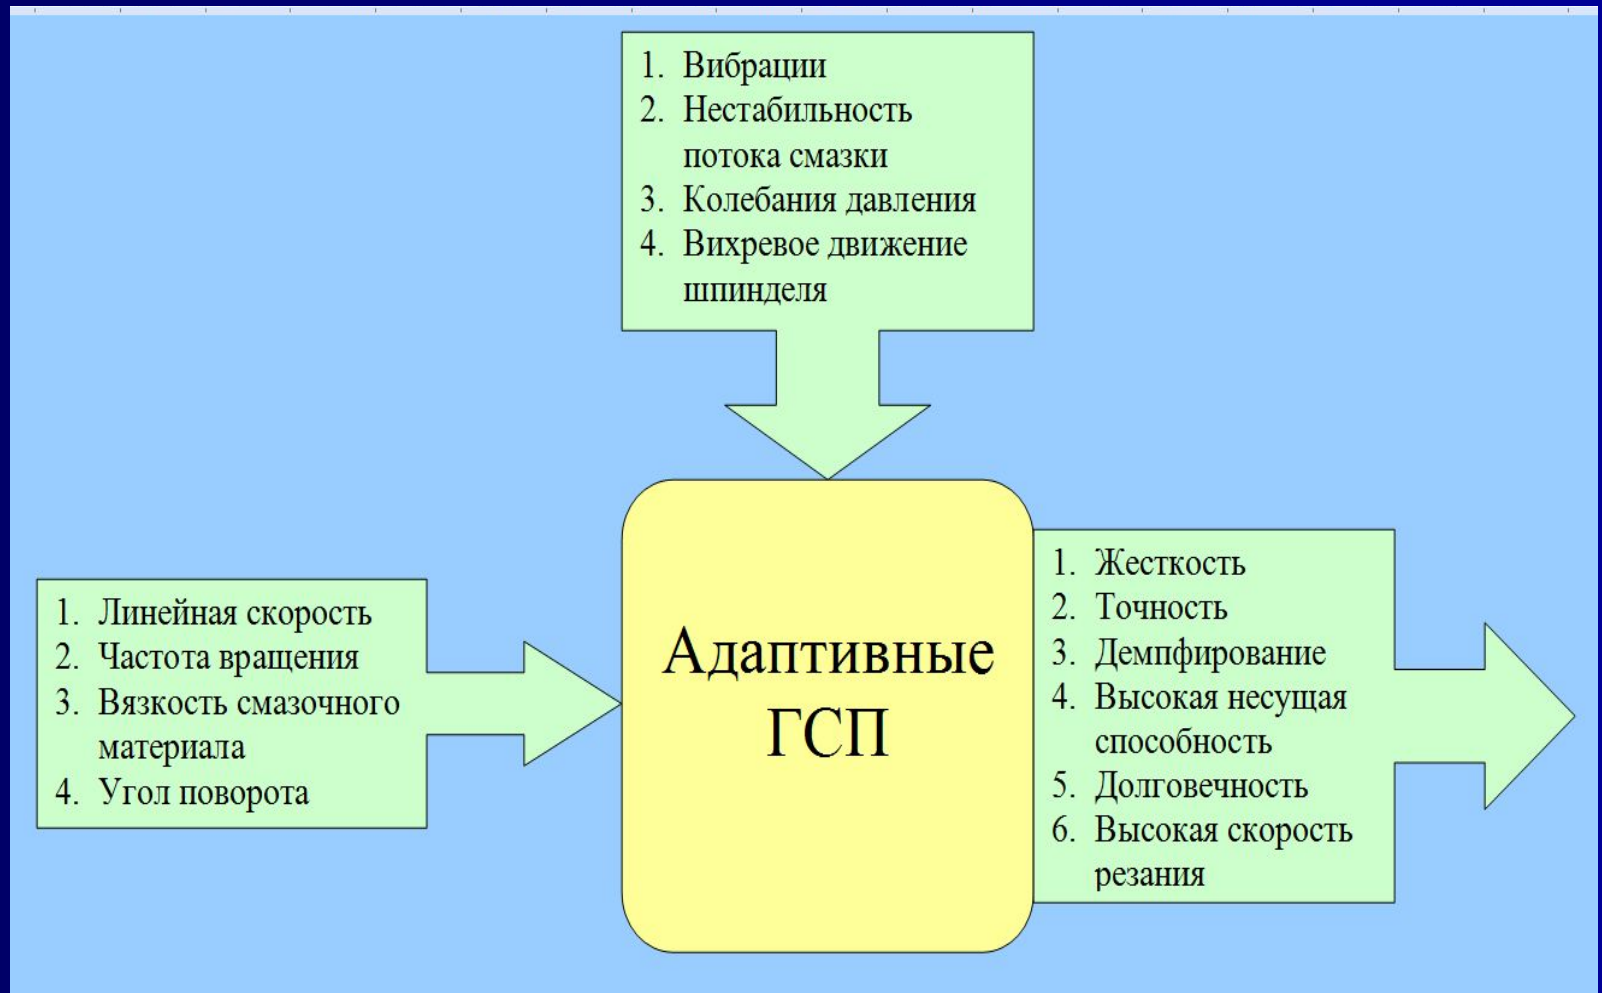 1. Вибрации
2. Нестабильность
потока смазки
3. Колебания давления
4. Вихревое движение
шпинделя
1. Линейная скорость
2. Частота вращения
3. Вязкость смазочного
материала
4. Угол поворота
Адаптивные
ГСП
1. Жесткость
2. Точность
3. Демпфирование
4. Высокая несущая
способность
5. Долговечность
6. Высокая скорость
резания